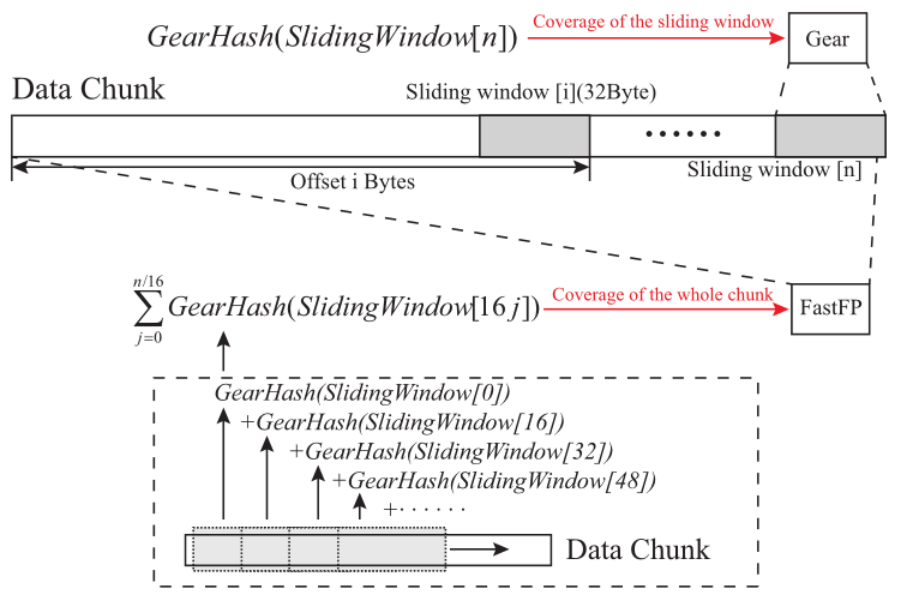 GearHash(SlidingWindow[n])
Coverage of the sliding window
Gear
Data Chunk
Sliding window [i](32Byte)
······
Offset i Bytes
Sliding window [n]
n/16
∑
j=0
GearHash(SlidingWindow[16j])
Coverage of the whole chunk
FastFP
GearHash(SlidingWindow[0])
+GearHash(SlidingWindow[16])
+GearHash(SlidingWindow[32])
+GearHash(SlidingWindow[48])
+······
Data Chunk